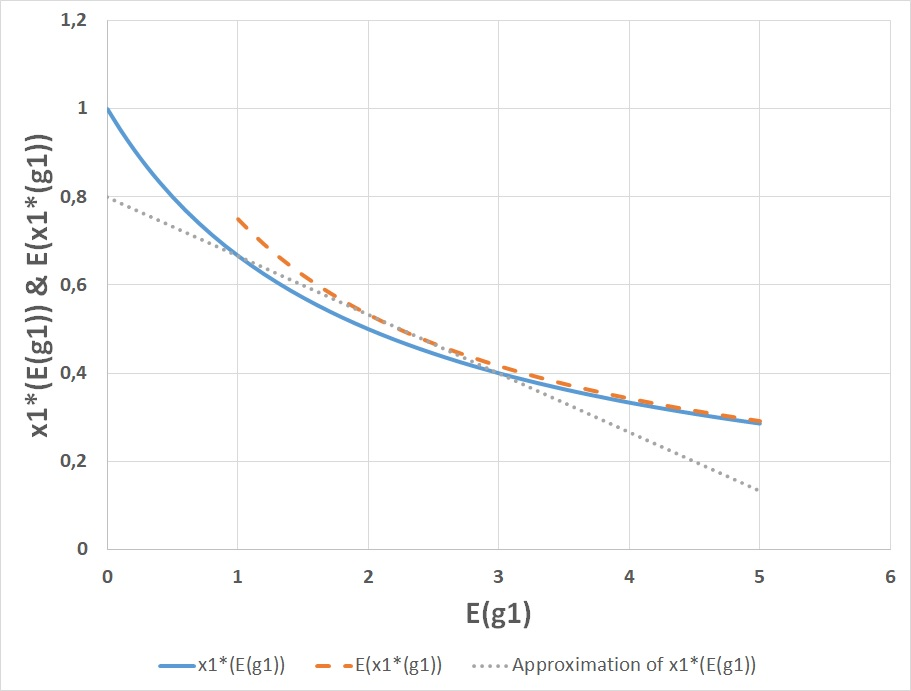 1,2
1
0,8
0,6
0,4
0,2
0
x1*(E(g1)) & E(x1*(g1))
0 1 2 3 4 5 6
E(g1)
x1*(E(g1)) E(x1*(g1)) Approximation of x1*(E(g1))